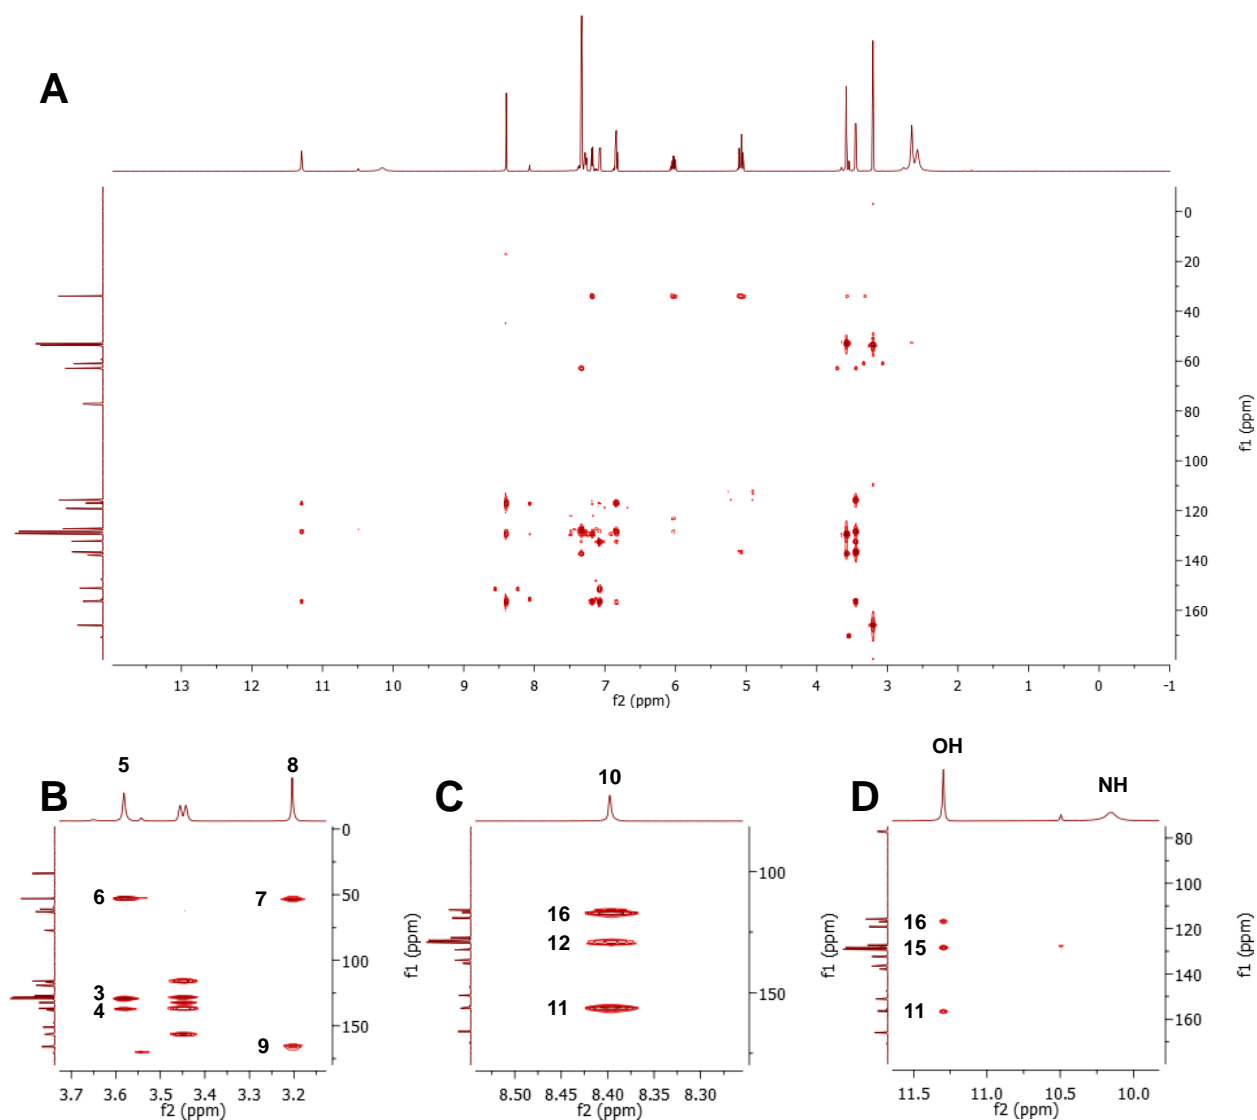 A
0
20
40
60
80
100
120
140
160
f1 (ppm)
13 12 11 10 9 8 7 6 5 4 3 2 1 0 -1
f2 (ppm)
B
5 8
6 7
3
4
9
0
50
100
150
f1 (ppm)
3.7 3.6 3.5 3.4 3.3 3.2
f2 (ppm)
C
10
16
12
11
100
150
f1 (ppm)
8.50 8.45 8.40 8.35 8.30
f2 (ppm)
D
OH
NH
16
15
11
80
100
120
140
160
f1 (ppm)
11.5 11.0 10.5 10.0
f2 (ppm)